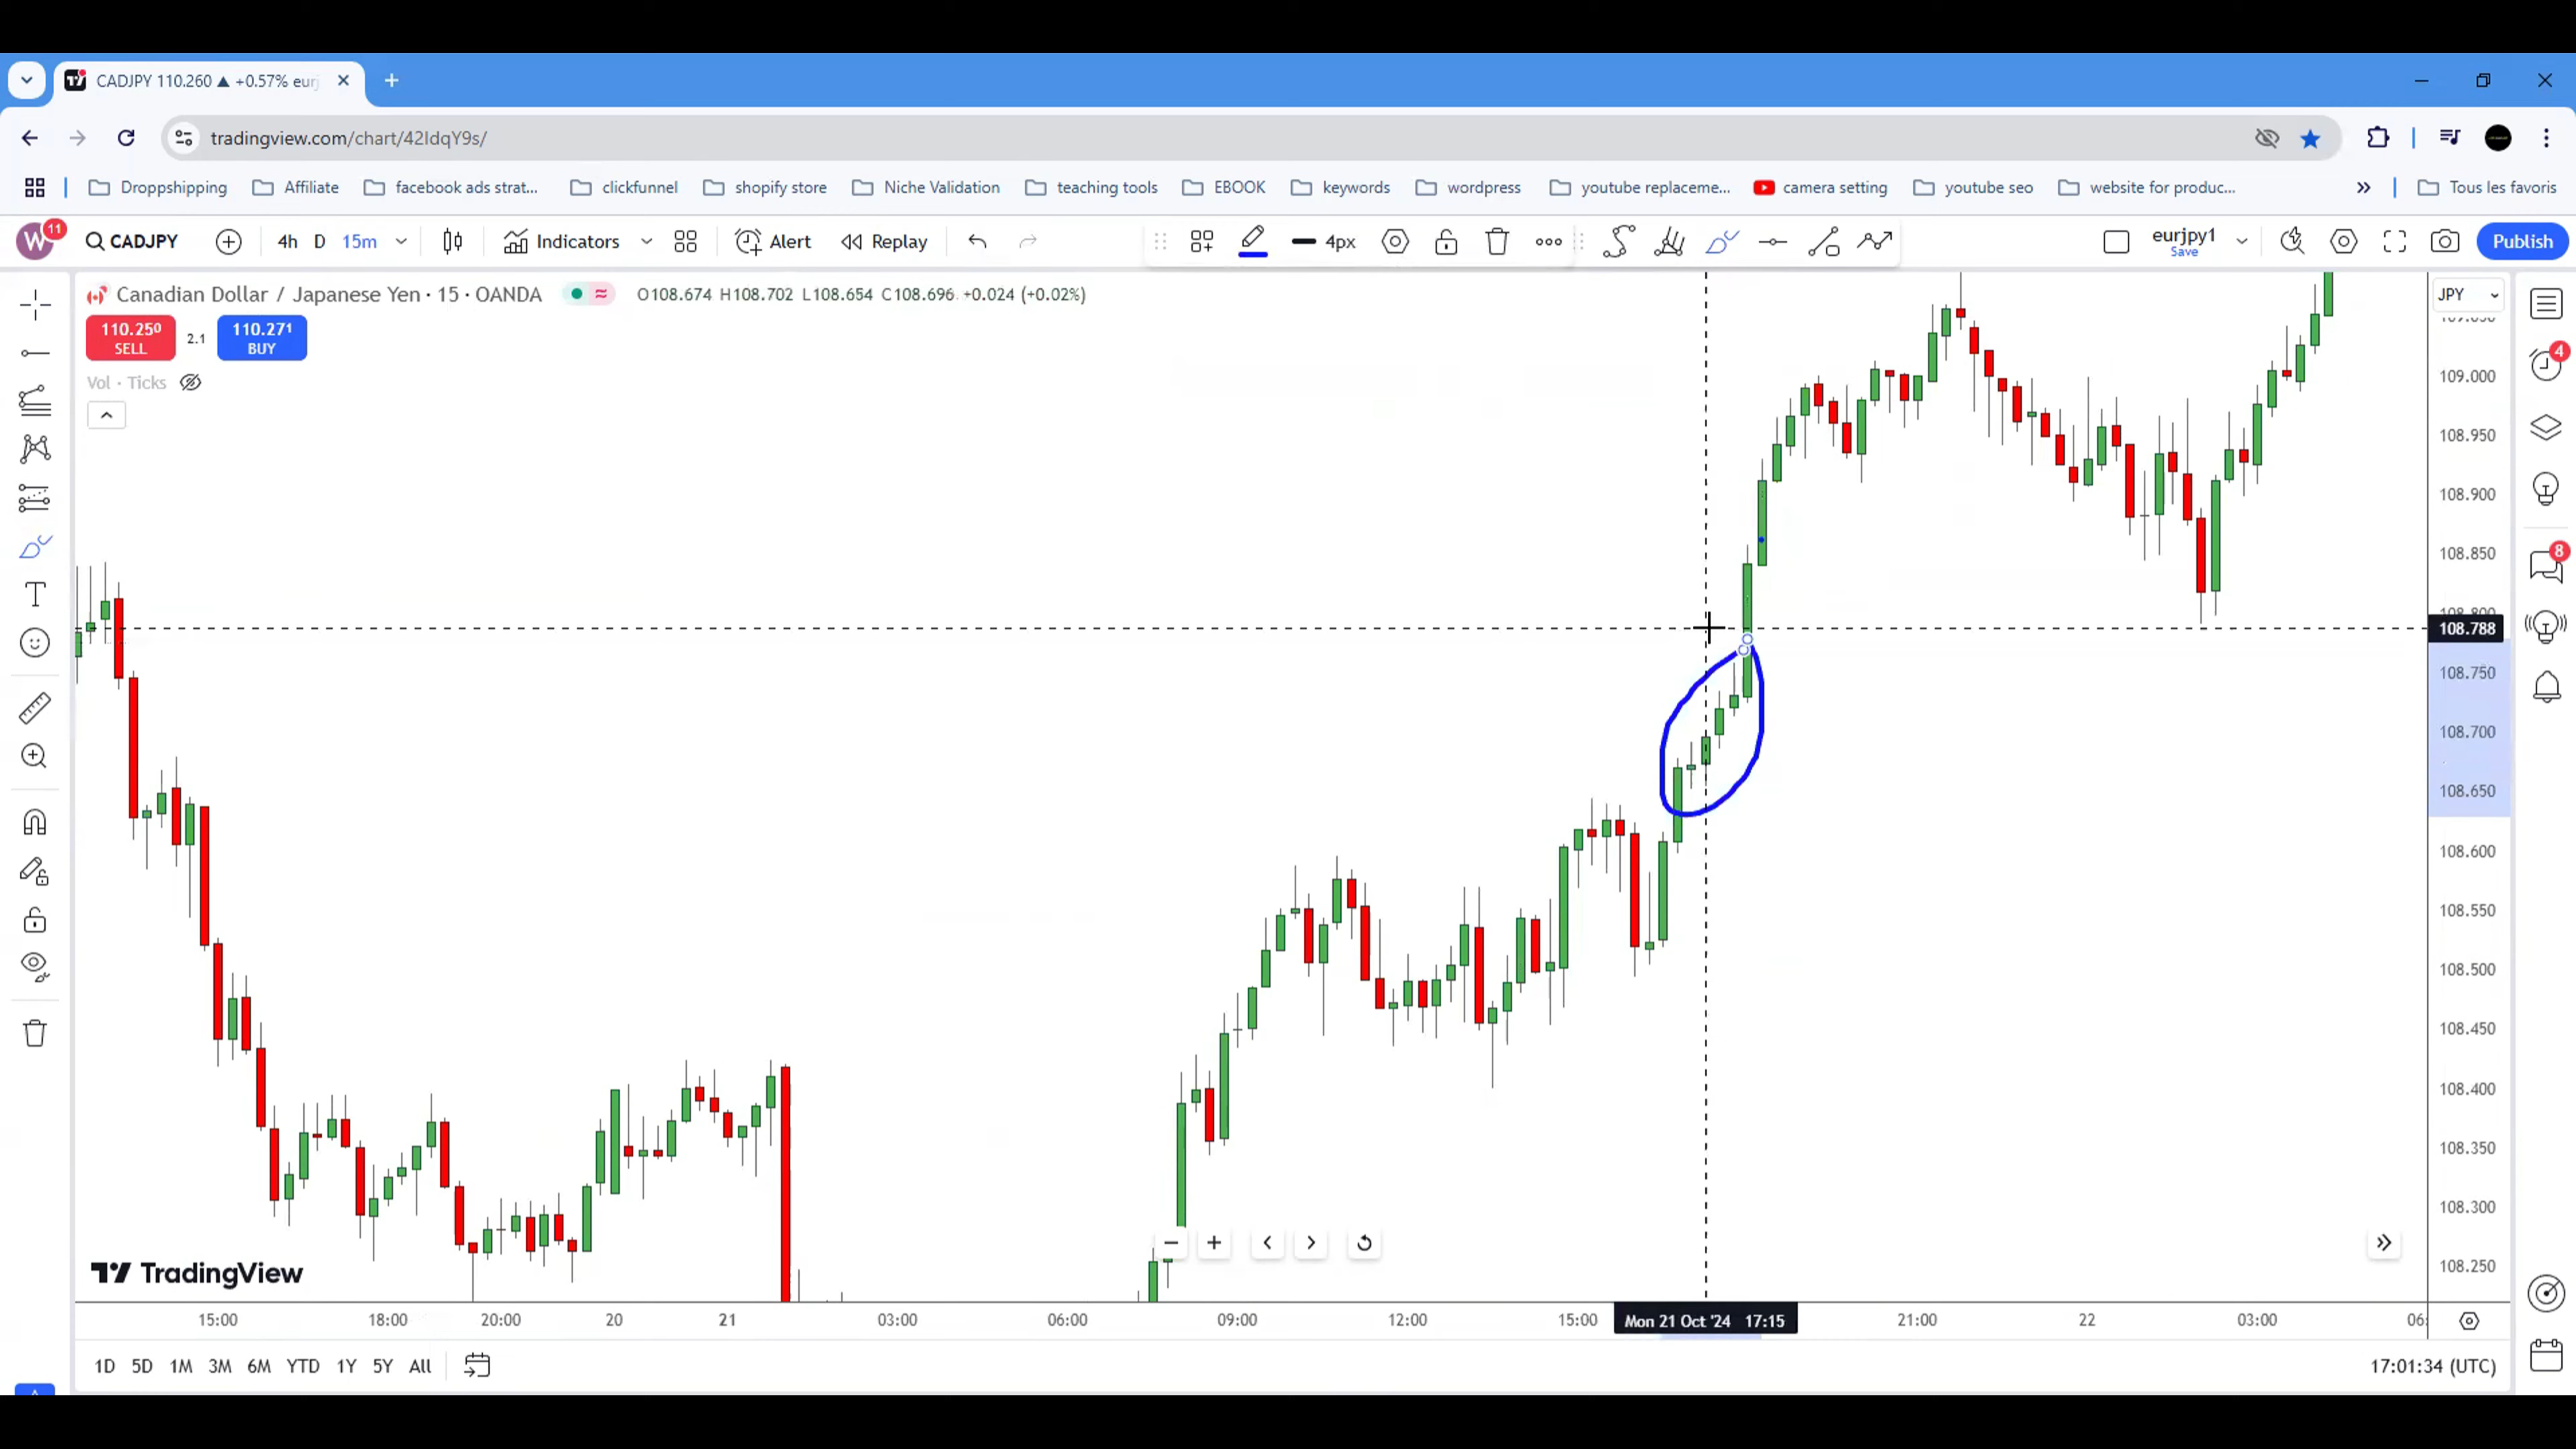 CADJPY 110.260 ▲ +0.57% eurj
tradingview.com/chart/42IdqY9s/
Droppshipping Affiliate facebook ads strat... clickfunnel shopify store Niche Validation teaching tools EBOOK keywords wordpress youtube replaceme... camera setting youtube seo website for produc... Tous les favoris
W 11 CADJPY 4h D 15m Indicators Alert Replay 4px eurjpy1 Save Publish
Canadian Dollar / Japanese Yen · 15 · OANDA O108.674 H108.702 L108.654 C108.696 +0.024 (+0.02%) JPY
110.250 SELL 2.1 110.271 BUY
Vol · Ticks
4
8
109.000
108.950
108.900
108.850
108.788
108.750
108.700
108.650
108.600
108.550
108.500
108.450
108.400
108.350
108.300
108.250
TradingView
15:00 18:00 20:00 20 21 03:00 06:00 09:00 12:00 15:00 Mon 21 Oct '24 17:15 21:00 22 03:00 06:
1D 5D 1M 3M 6M YTD 1Y 5Y All 17:01:34 (UTC)